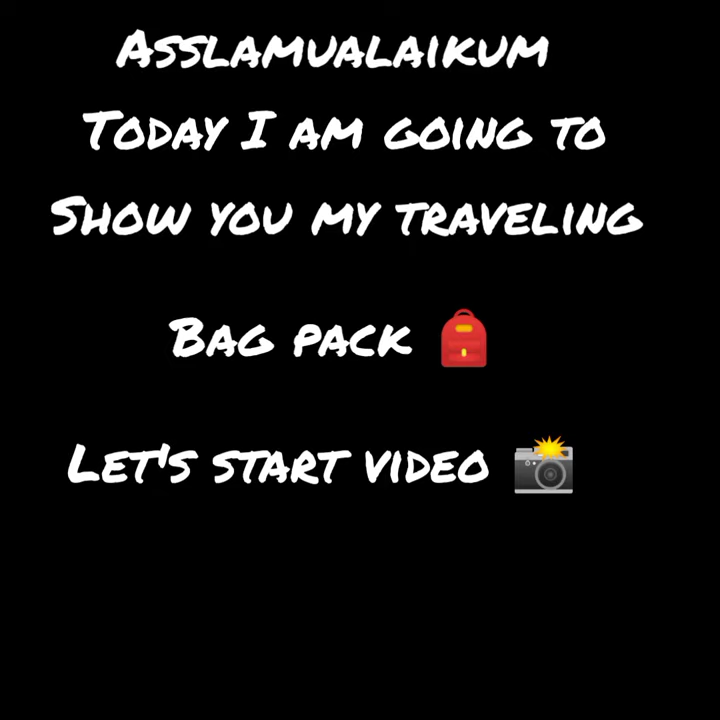 Asslamualaikum
Today I am going to
Show you my traveling
Bag pack 🎒
Let's start video 📸